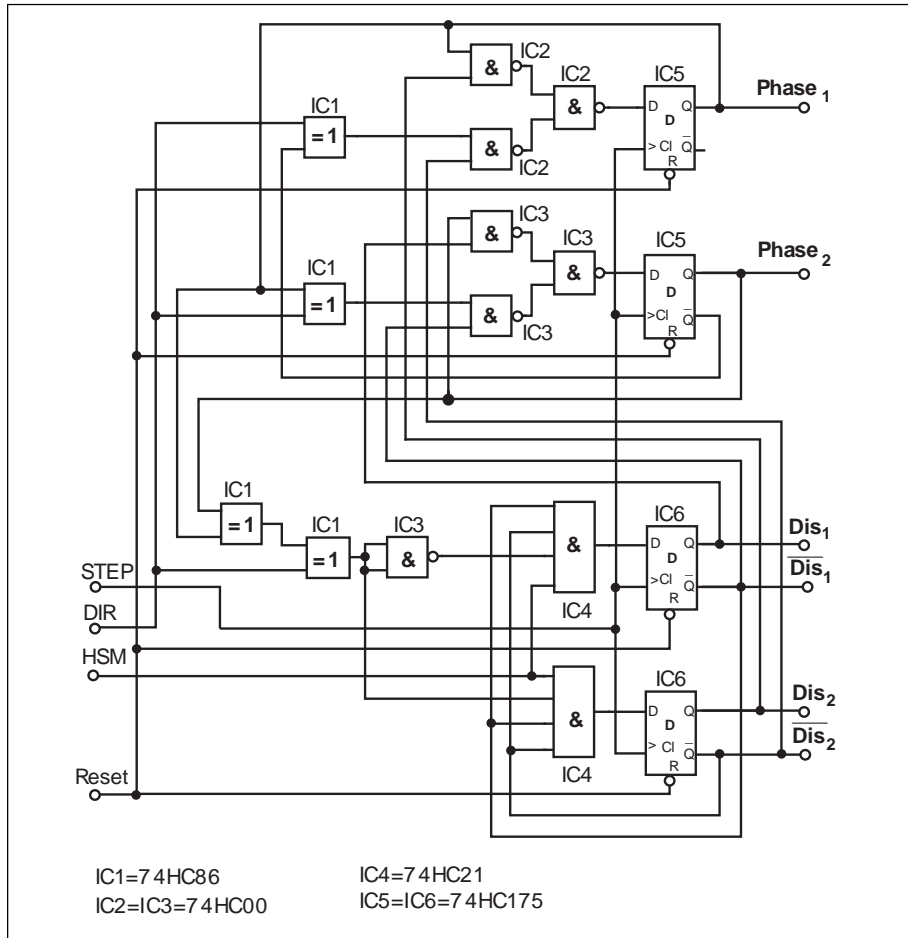 IC2
&
IC2
&
IC5
D
Q
D
>Cl
Q
R
Phase 1
IC1
=1
&
IC2
IC3
&
IC3
&
IC5
D
Q
D
>Cl
Q
R
Phase 2
IC1
=1
&
IC3
IC1
=1
IC1
=1
IC3
&
&
IC4
IC6
D
Q
D
>Cl
Q
R
Dis1
Dis1
STEP
DIR
HSM
&
IC4
IC6
D
Q
D
> Cl
Q
R
Dis2
Dis2
Reset
IC1=74HC86
IC2=IC3=74HC00
IC4=74HC21
IC5=IC6=74HC175